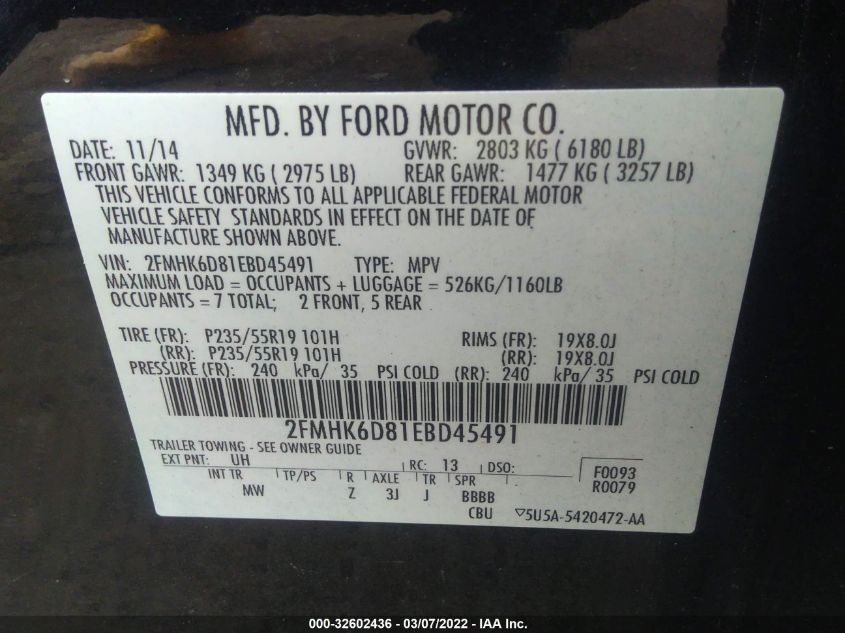 MFD. BY FORD MOTOR CO.
DATE: 11/14 GVWR: 2803 KG ( 6180 LB)
FRONT GAWR: 1349 KG ( 2975 LB) REAR GAWR: 1477 KG ( 3257 LB)
THIS VEHICLE CONFORMS TO ALL APPLICABLE FEDERAL MOTOR
VEHICLE SAFETY STANDARDS IN EFFECT ON THE DATE OF
MANUFACTURE SHOWN ABOVE.
VIN: 2FMHK6D81EBD45491 TYPE: MPV
MAXIMUM LOAD = OCCUPANTS + LUGGAGE = 526KG/1160LB
OCCUPANTS = 7 TOTAL; 2 FRONT, 5 REAR
TIRE (FR): P235/55R19 101H RIMS (FR): 19X8.0J
(RR): P235/55R19 101H (RR): 19X8.0J
PRESSURE (FR): 240 kPa/ 35 PSI COLD (RR): 240 kPa/ 35 PSI COLD
2FMHK6D81EBD45491
TRAILER TOWING - SEE OWNER GUIDE
EXT PNT: UH RC: 13 DSO: F0093
INT TR TP/PS R AXLE TR SPR R0079
MW Z 3J J BBBB
CBU ▽5U5A-5420472-AA
000-32602436 - 03/07/2022 - IAA Inc.